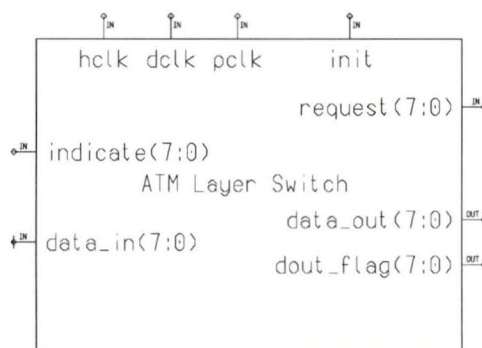 IN IN IN IN
hclk dclk pclk init
request(7:0) IN
IN indicate(7:0)
ATM Layer Switch
data_out(7:0) OUT
IN data_in(7:0)
dout_flag(7:0) OUT